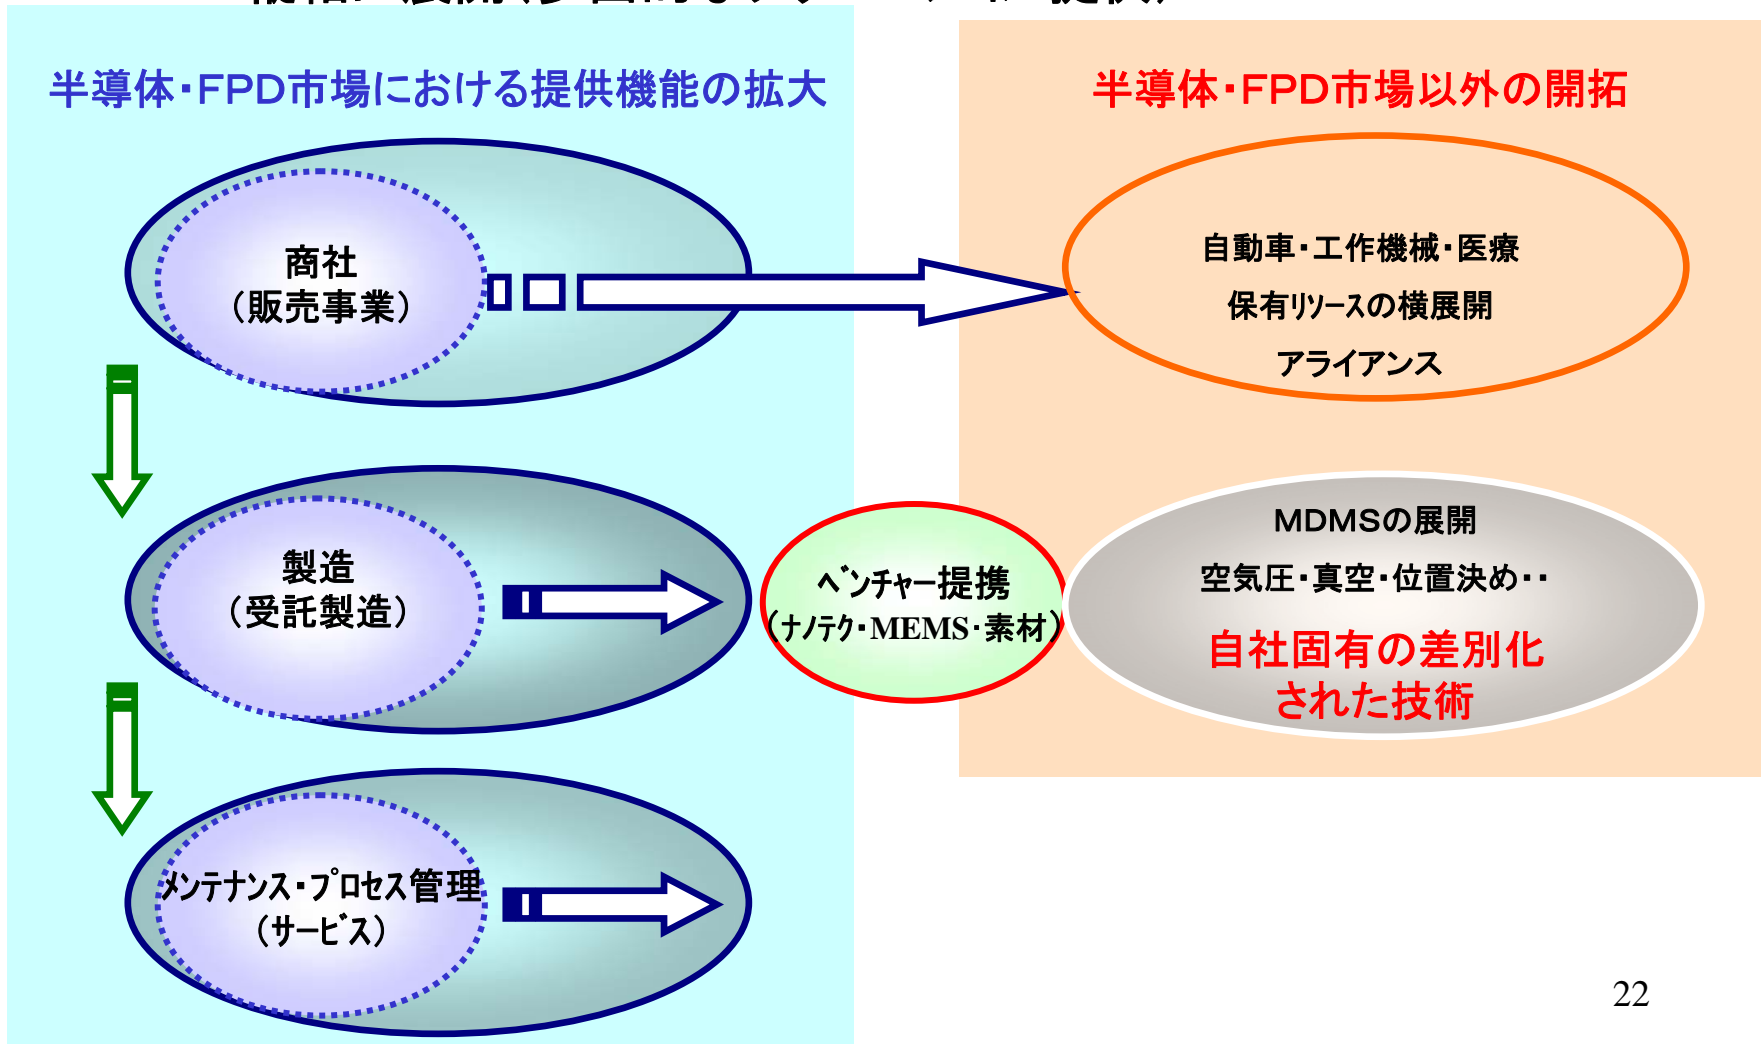 半導体・FPD市場における提供機能の拡大
半導体・FPD市場以外の開拓
商社
（販売事業）
自動車・工作機械・医療
保有ﾘｿｰｽの横展開
アライアンス
製造
（受託製造）
ﾍﾞﾝﾁｬｰ提携
（ﾅﾉﾃｸ・MEMS・素材）
MDMSの展開
空気圧・真空・位置決め・・
自社固有の差別化
された技術
ﾒﾝﾃﾅﾝｽ・ﾌﾟﾛｾｽ管理
（ｻｰﾋﾞｽ）
22